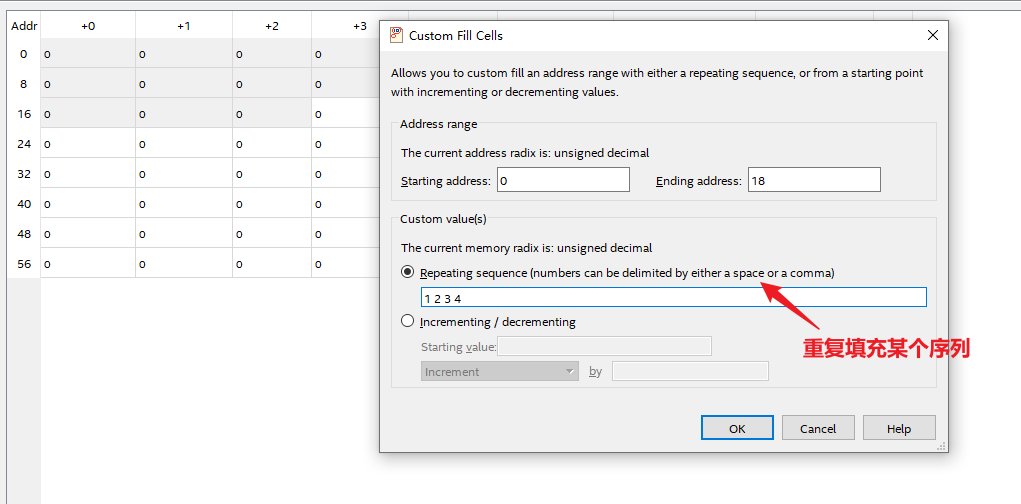 Addr +0 +1 +2 +3
0 0 0 0 0
8 0 0 0 0
16 0 0 0 0
24 0 0 0 0
32 0 0 0 0
40 0 0 0 0
48 0 0 0 0
56 0 0 0 0
Custom Fill Cells
Allows you to custom fill an address range with either a repeating sequence, or from a starting point
with incrementing or decrementing values.
Address range
The current address radix is: unsigned decimal
Starting address: 0 Ending address: 18
Custom value(s)
The current memory radix is: unsigned decimal
Repeating sequence (numbers can be delimited by either a space or a comma)
1 2 3 4
重复填充某个序列
Incrementing / decrementing
Starting value:
Increment by
OK Cancel Help